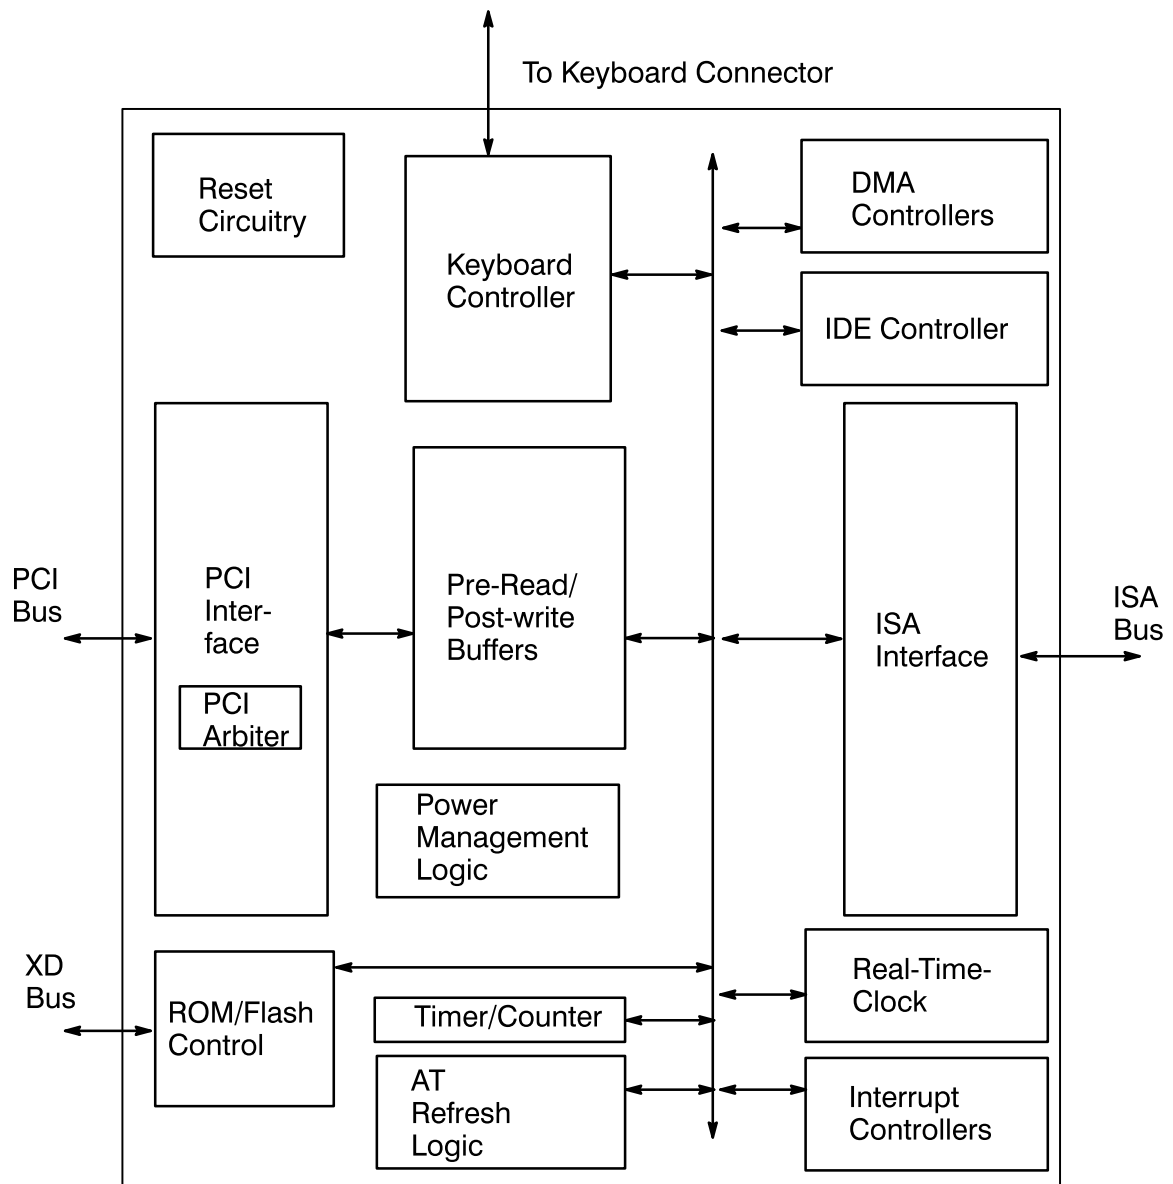 To Keyboard Connector
Reset
Circuitry
Keyboard
Controller
DMA
Controllers
IDE Controller
PCI
Bus
PCI
Inter-
face
PCI
Arbiter
Pre-Read/
Post-write
Buffers
ISA
Interface
ISA
Bus
Power
Management
Logic
XD
Bus
ROM/Flash
Control
Timer/Counter
AT
Refresh
Logic
Real-Time-
Clock
Interrupt
Controllers